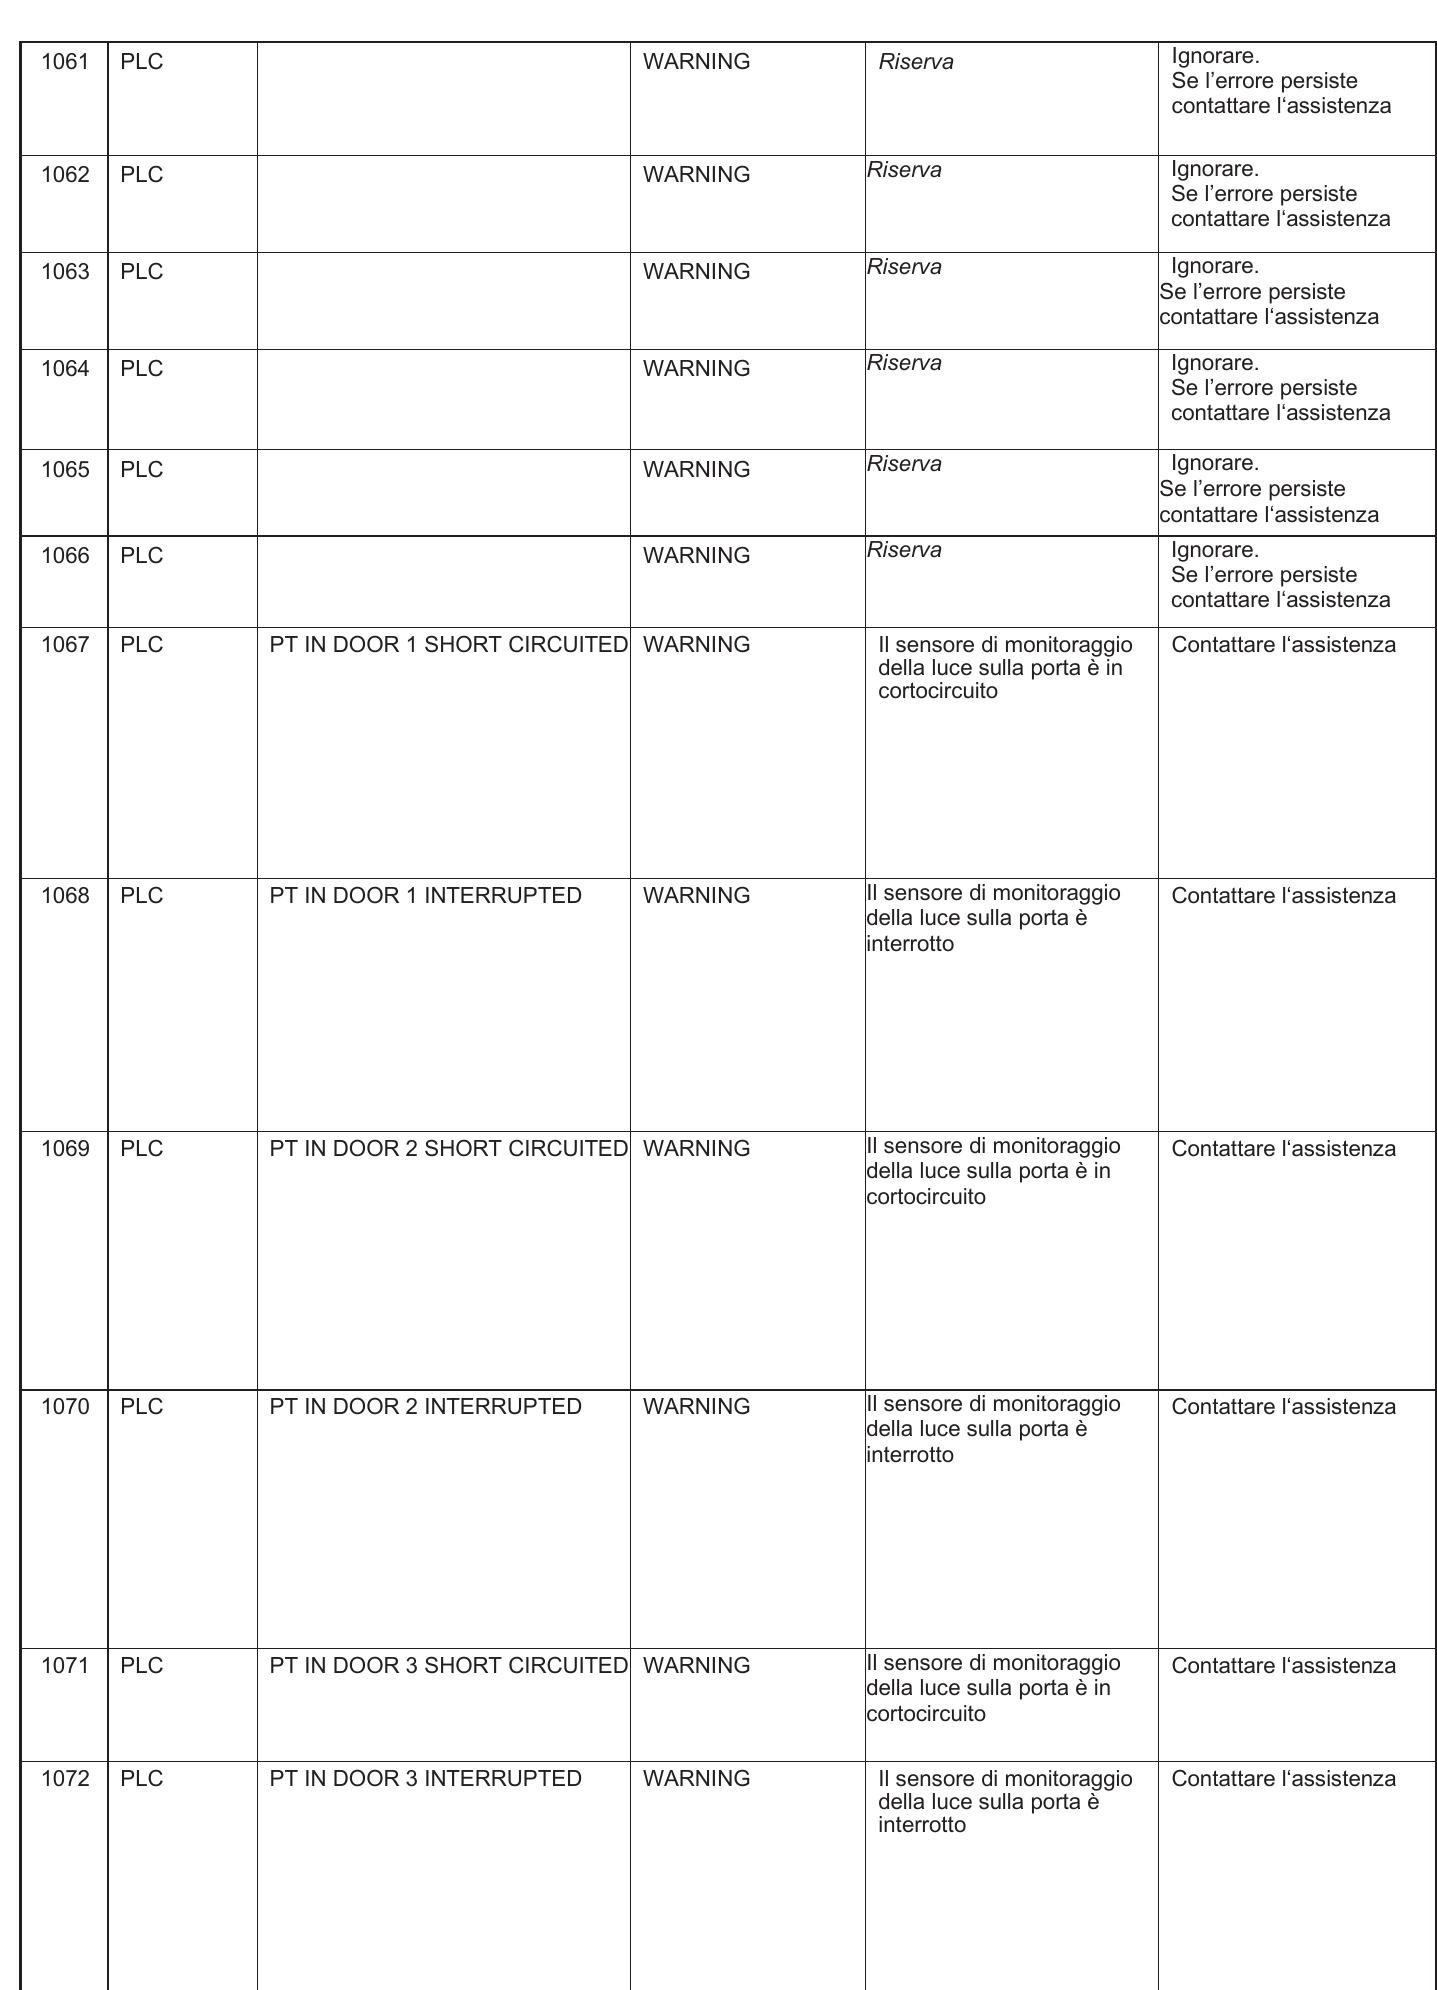 1061 PLC WARNING Riserva Ignorare.
Se l’errore persiste
contattare l‘assistenza
1062 PLC WARNING Riserva Ignorare.
Se l’errore persiste
contattare l‘assistenza
1063 PLC WARNING Riserva Ignorare.
Se l’errore persiste
contattare l‘assistenza
1064 PLC WARNING Riserva Ignorare.
Se l’errore persiste
contattare l‘assistenza
1065 PLC WARNING Riserva Ignorare.
Se l’errore persiste
contattare l‘assistenza
1066 PLC WARNING Riserva Ignorare.
Se l’errore persiste
contattare l‘assistenza
1067 PLC PT IN DOOR 1 SHORT CIRCUITED WARNING Il sensore di monitoraggio Contattare l‘assistenza
della luce sulla porta è in
cortocircuito
1068 PLC PT IN DOOR 1 INTERRUPTED WARNING Il sensore di monitoraggio Contattare l‘assistenza
della luce sulla porta è
interrotto
1069 PLC PT IN DOOR 2 SHORT CIRCUITED WARNING Il sensore di monitoraggio Contattare l‘assistenza
della luce sulla porta è in
cortocircuito
1070 PLC PT IN DOOR 2 INTERRUPTED WARNING Il sensore di monitoraggio Contattare l‘assistenza
della luce sulla porta è
interrotto
1071 PLC PT IN DOOR 3 SHORT CIRCUITED WARNING Il sensore di monitoraggio Contattare l‘assistenza
della luce sulla porta è in
cortocircuito
1072 PLC PT IN DOOR 3 INTERRUPTED WARNING Il sensore di monitoraggio Contattare l‘assistenza
della luce sulla porta è
interrotto